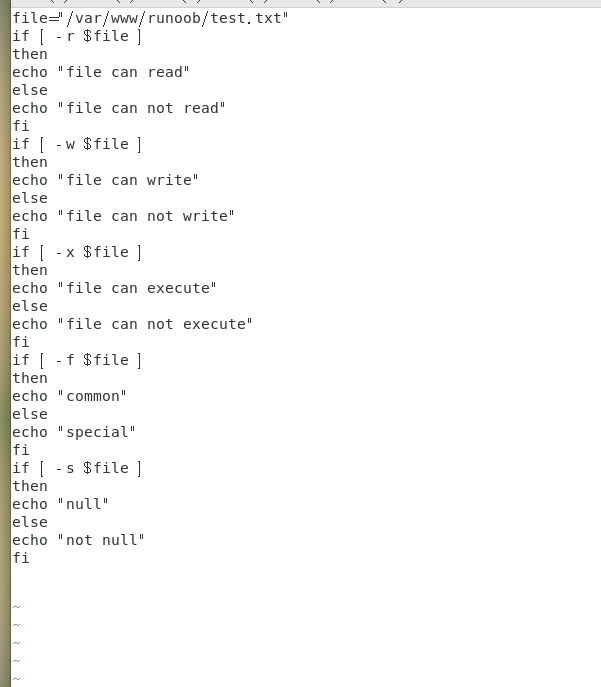 file="/var/www/runoob/test.txt"
if [ -r $file ]
then
echo "file can read"
else
echo "file can not read"
fi
if [ -w $file ]
then
echo "file can write"
else
echo "file can not write"
fi
if [ -x $file ]
then
echo "file can execute"
else
echo "file can not execute"
fi
if [ -f $file ]
then
echo "common"
else
echo "special"
fi
if [ -s $file ]
then
echo "null"
else
echo "not null"
fi
~
~
~
~
~